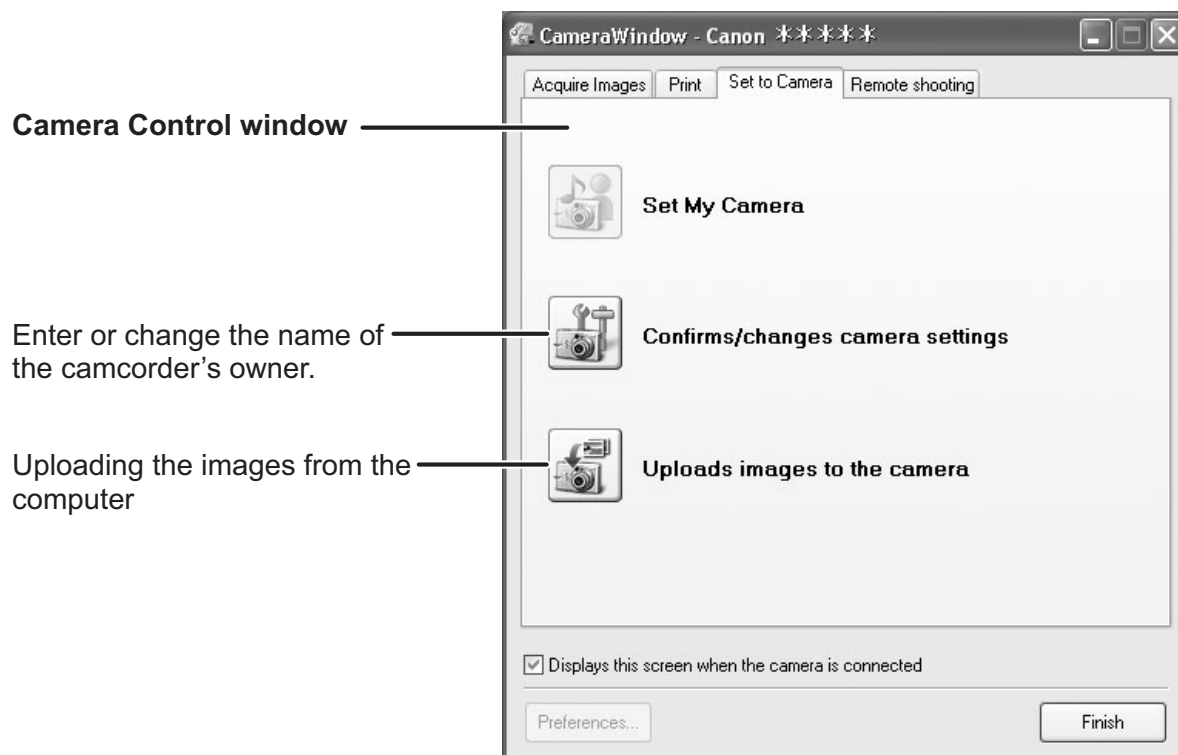 CameraWindow - Canon *****
Acquire Images Print Set to Camera Remote shooting
Camera Control window
Set My Camera
Enter or change the name of
the camcorder’s owner.
Confirms/changes camera settings
Uploading the images from the
computer
Uploads images to the camera
Displays this screen when the camera is connected
Preferences... Finish